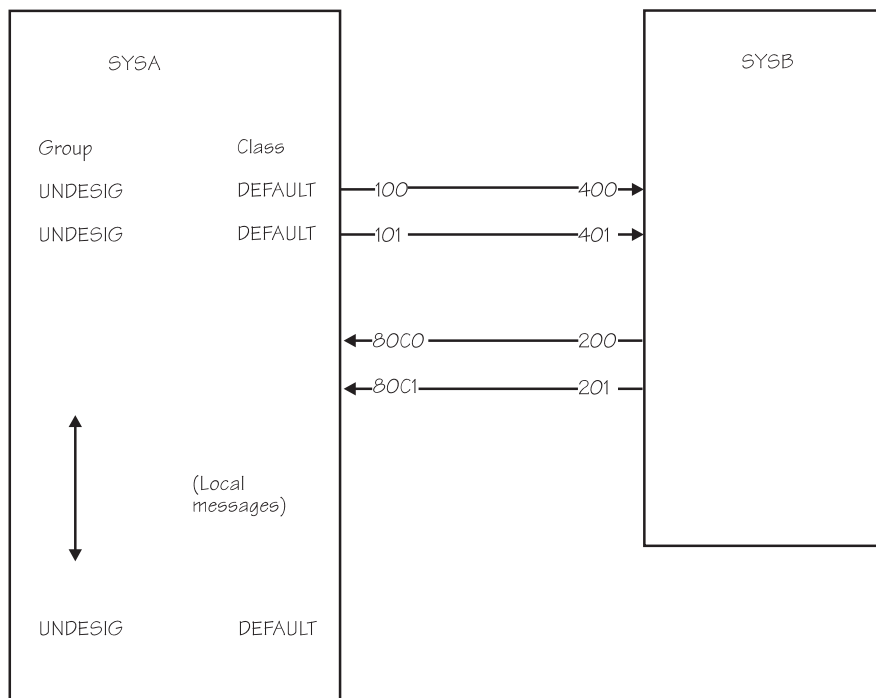 SYSA
SYSB
Group Class
UNDESIG DEFAULT 100 400
UNDESIG DEFAULT 101 401
80C0 200
80C1 201
(Local
messages)
UNDESIG DEFAULT